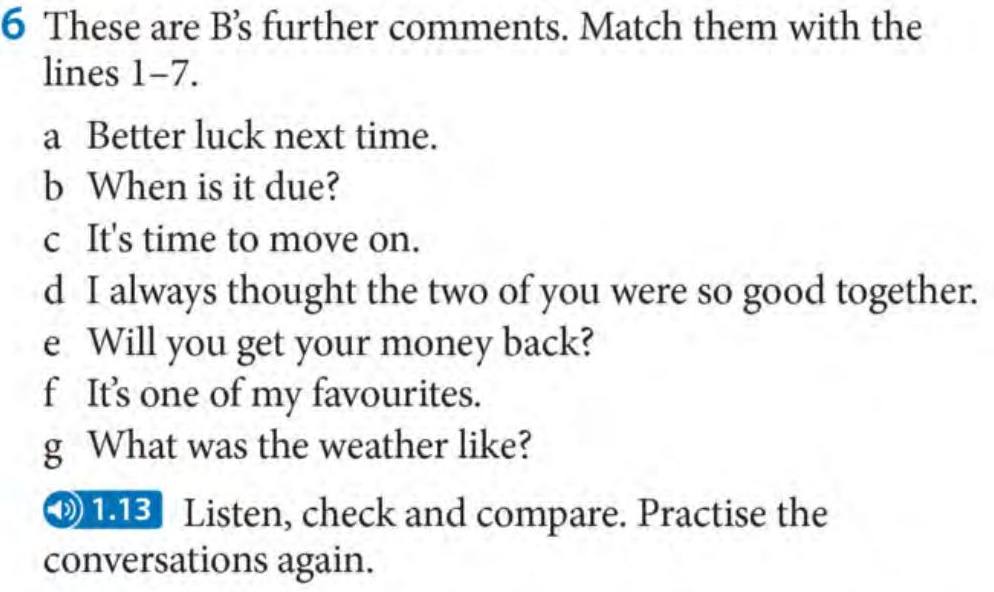 6 These are B's further comments. Match them with the
lines 1–7.
a Better luck next time.
b When is it due?
c It's time to move on.
d I always thought the two of you were so good together.
e Will you get your money back?
f It's one of my favourites.
g What was the weather like?
1.13 Listen, check and compare. Practise the
conversations again.